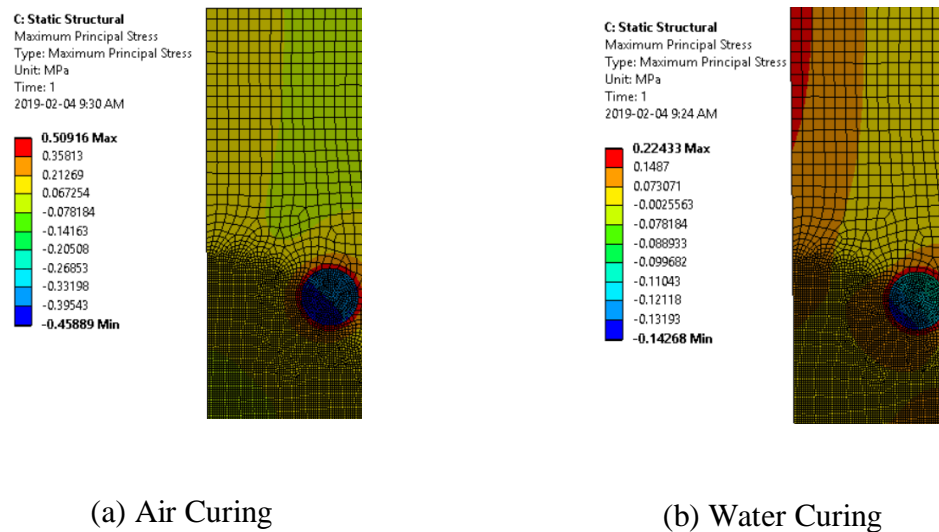 C: Static Structural
Maximum Principal Stress
Type: Maximum Principal Stress
Unit: MPa
Time: 1
2019-02-04 9:30 AM
0.50916 Max
0.35813
0.21269
0.067254
-0.078184
-0.14163
-0.20508
-0.26853
-0.33198
-0.39543
-0.45889 Min
(a) Air Curing
C: Static Structural
Maximum Principal Stress
Type: Maximum Principal Stress
Unit: MPa
Time: 1
2019-02-04 9:24 AM
0.22433 Max
0.1487
0.073071
-0.0025563
-0.078184
-0.088933
-0.099682
-0.11043
-0.12118
-0.13193
-0.14268 Min
(b) Water Curing